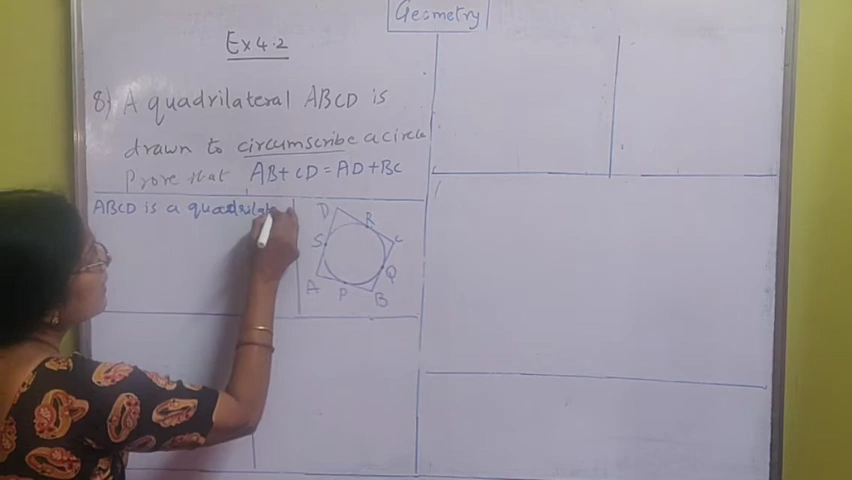 Geometry
Ex 4.2
8) A quadrilateral ABCD is
drawn to circumscribe a circle
Prove that AB + CD = AD + BC
ABCD is a quadrilate
D
R
S
C
Q
A
P
B